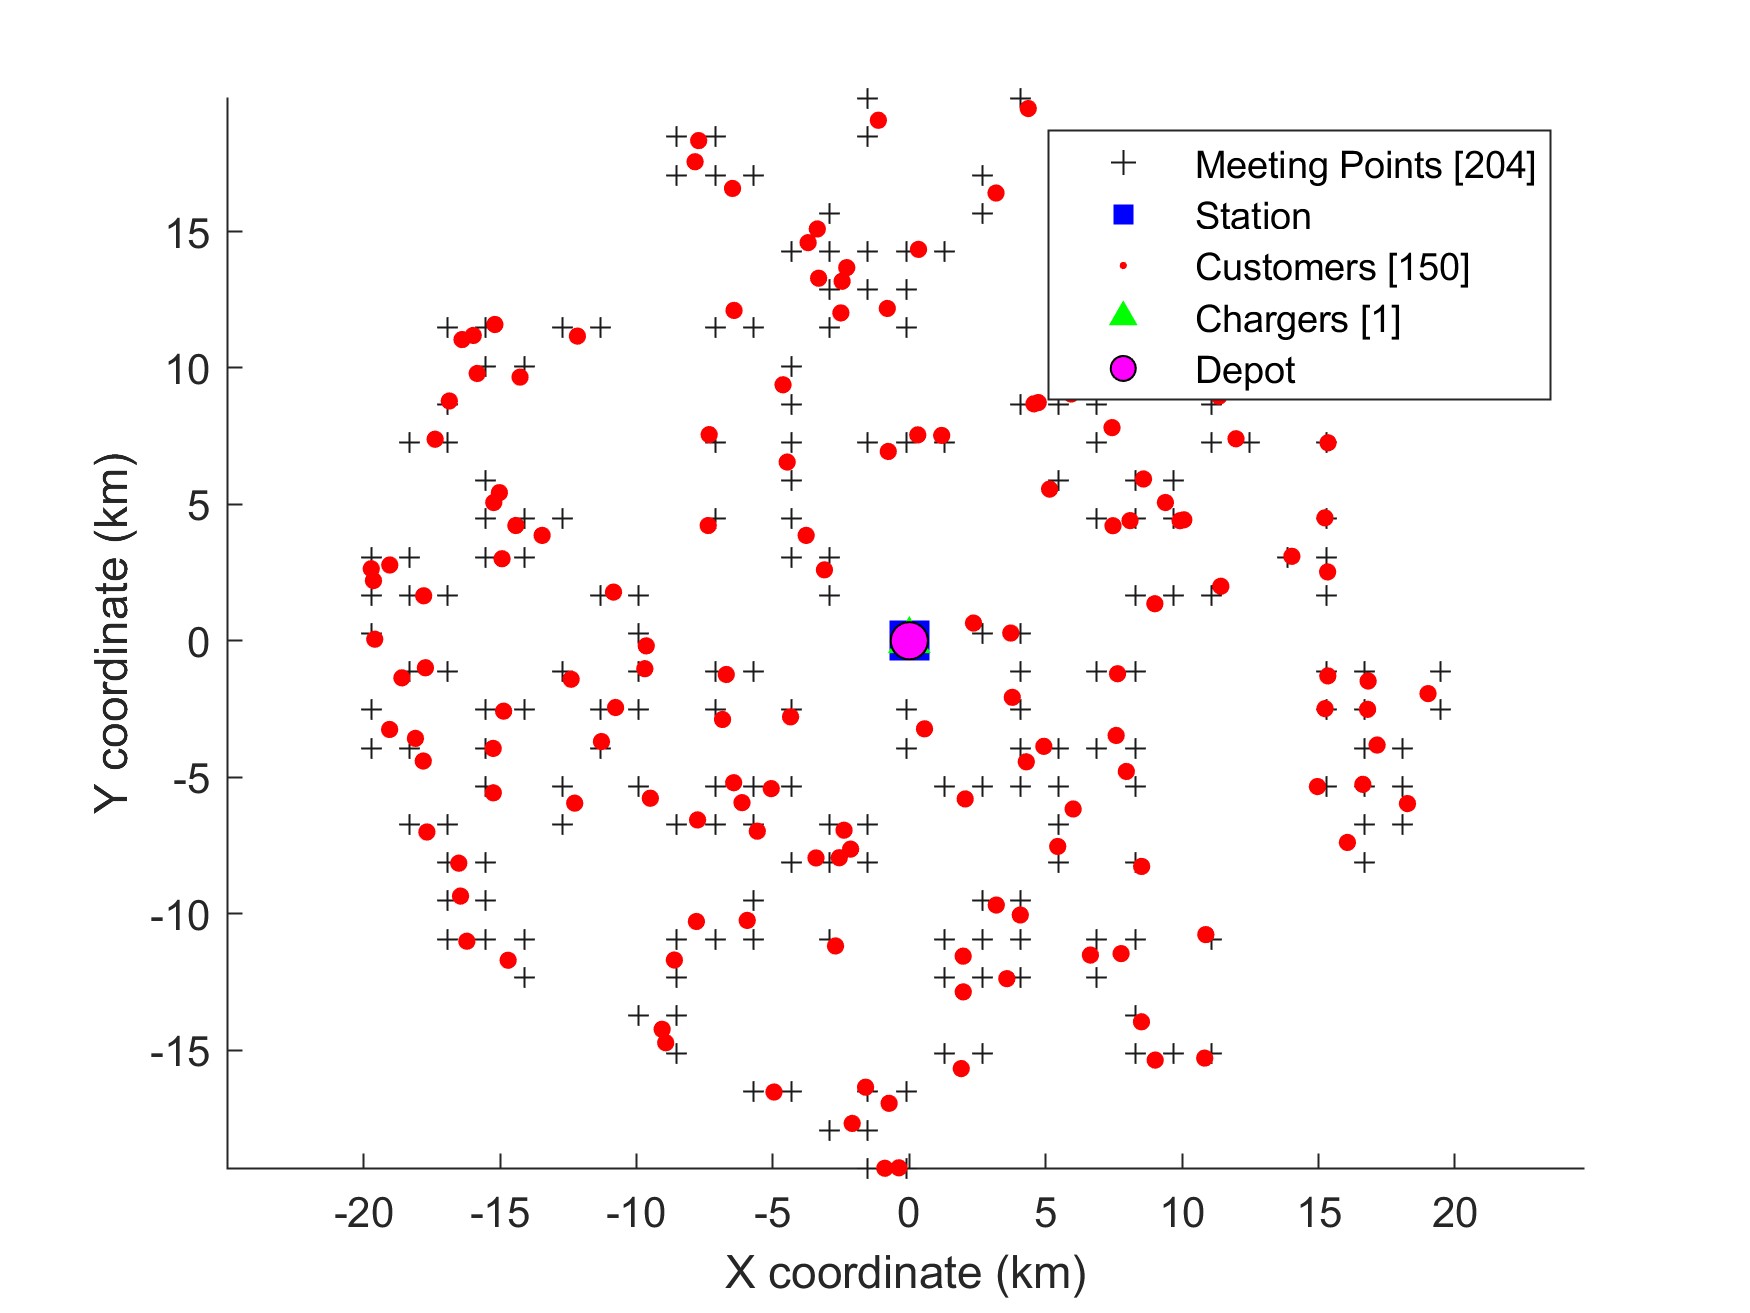 Meeting Points [204]
Station
Customers [150]
Chargers [1]
Depot
15
10
5
0
-5
-10
-15
Y coordinate (km)
-20 -15 -10 -5 0 5 10 15 20
X coordinate (km)